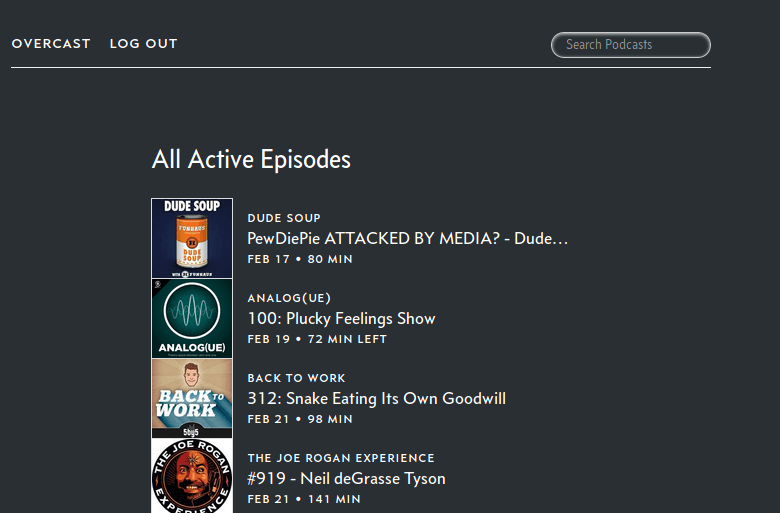 OVERCAST LOG OUT Search Podcasts
All Active Episodes
DUDE SOUP
FUNHAUS
DUDE
SOUP
WITH FUNHAUS
DUDE SOUP
PewDiePie ATTACKED BY MEDIA? - Dude...
FEB 17 • 80 MIN
ANALOG(UE)
ANALOG(UE)
100: Plucky Feelings Show
FEB 19 • 72 MIN LEFT
BACK TO
WORK
5by5
BACK TO WORK
312: Snake Eating Its Own Goodwill
FEB 21 • 98 MIN
THE JOE ROGAN
EXPERIENCE
THE JOE ROGAN EXPERIENCE
#919 - Neil deGrasse Tyson
FEB 21 • 141 MIN